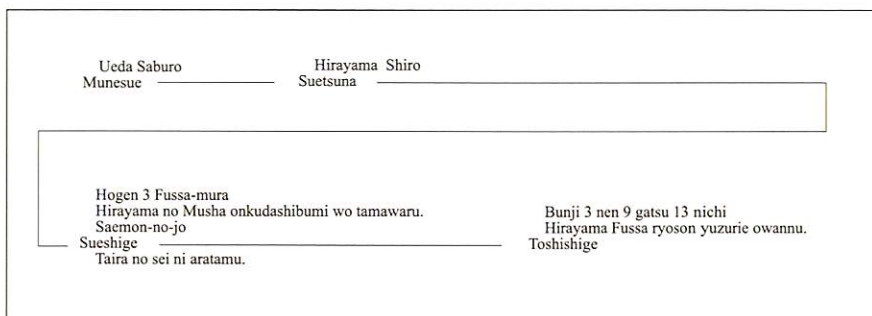 Ueda Saburo
Munesue
Hirayama Shiro
Suetsuna
Hogen 3 Fussa-mura
Hirayama no Musha onkudashibumi wo tamawaru.
Saemon-no-jo
Sueshige
Taira no sei ni aratamu.
Bunji 3 nen 9 gatsu 13 nichi
Hirayama Fussa ryoson yuzurie owannu.
Toshishige